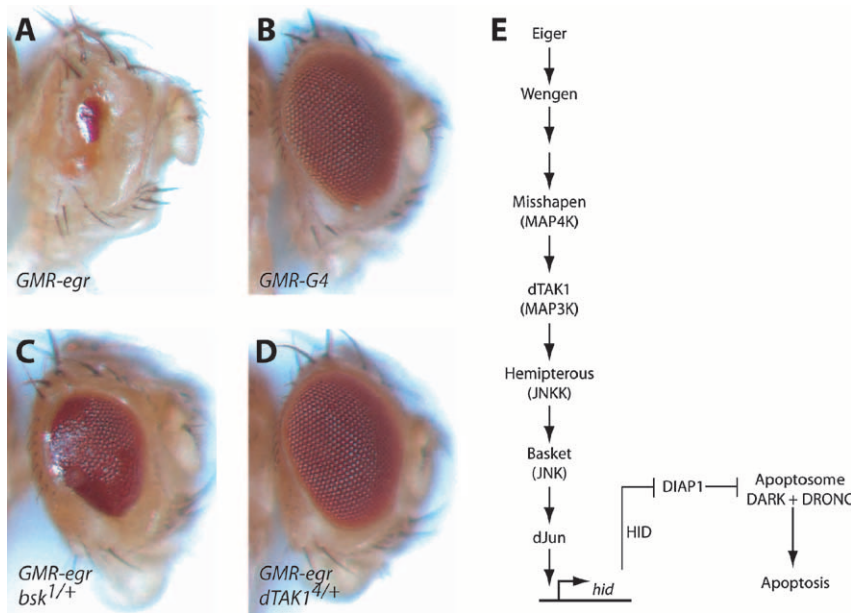 A
GMR-egr
B
GMR-G4
C
GMR-egr
bsk1/+
D
GMR-egr
dTAK14/+
E
Eiger
Wengen
Misshapen
(MAP4K)
dTAK1
(MAP3K)
Hemipterous
(JNKK)
Basket
(JNK)
dJun
hid
HID
DIAP1
Apoptosome
DARK + DRONC
Apoptosis